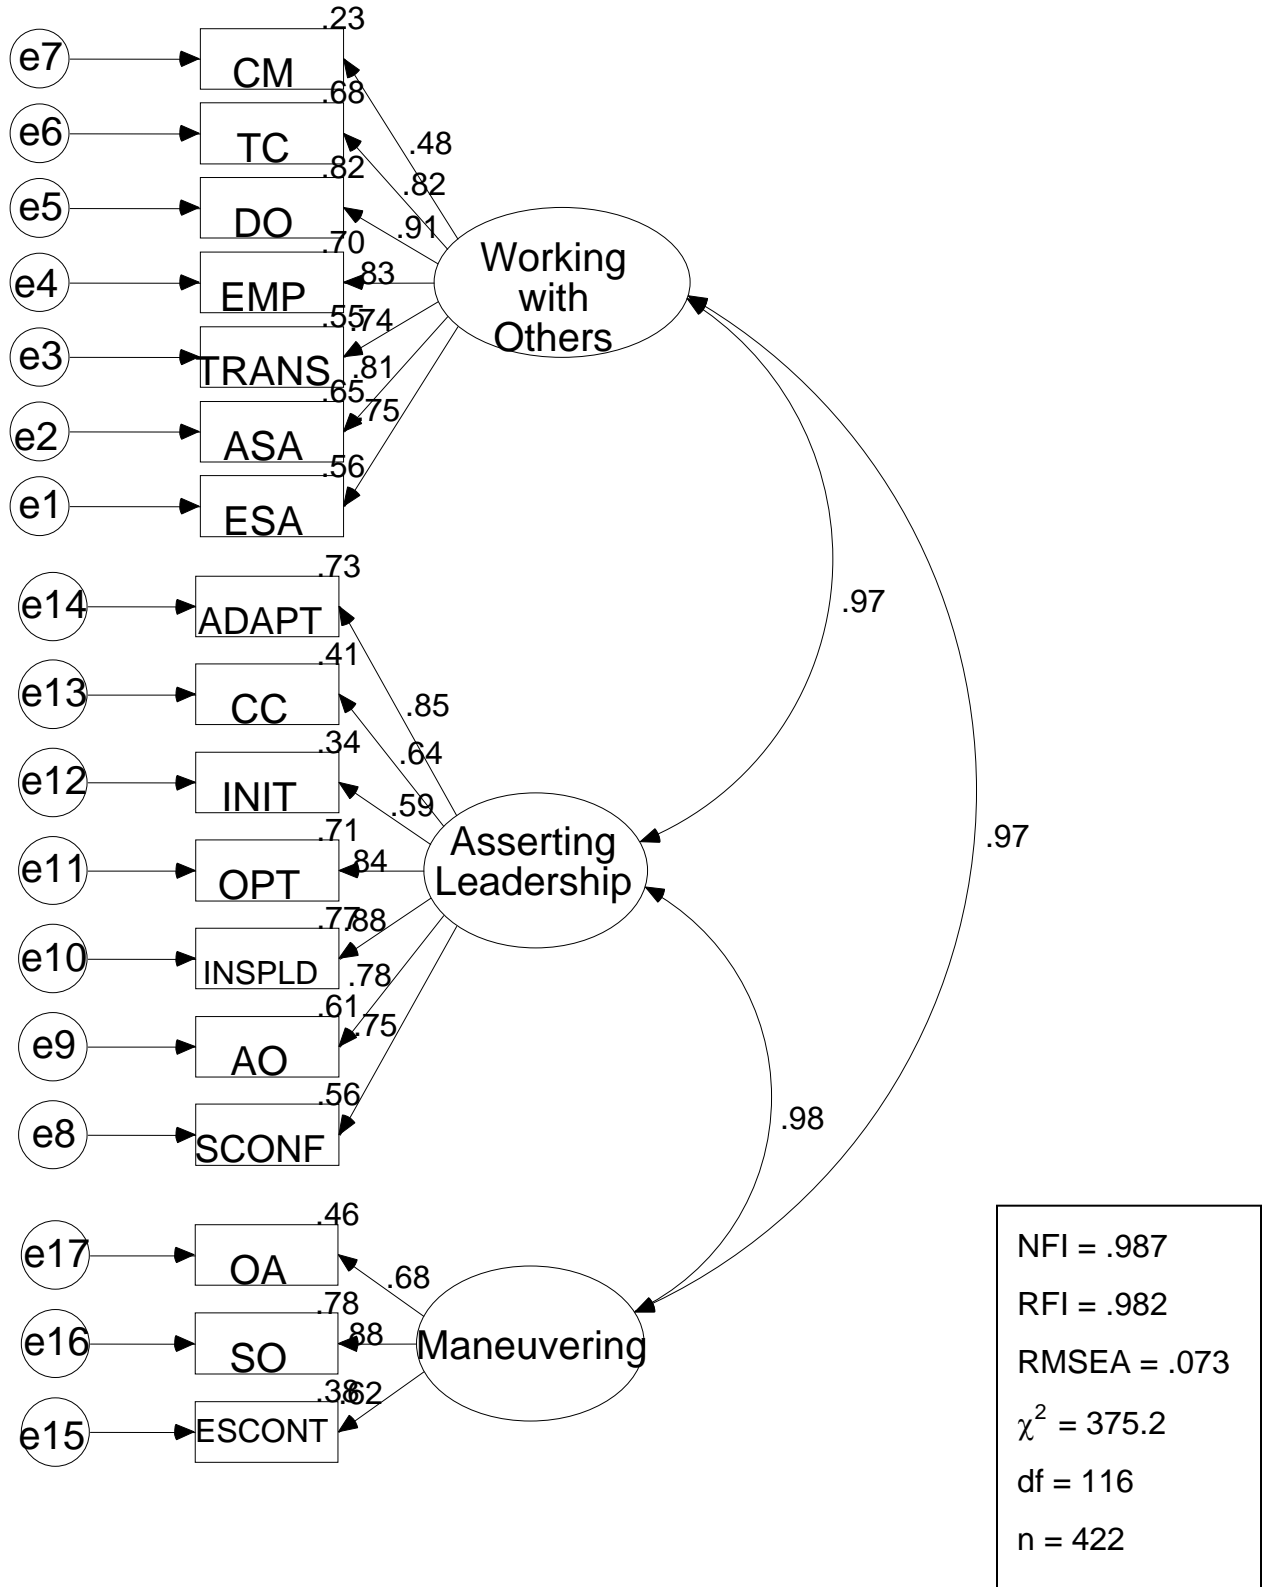 .23
e7
CM
.48
.68
e6
TC
.82
.82
e5
DO
.91
.70
e4
EMP
.83
.55
e3
TRANS
.74
.65
e2
ASA
.81
.56
e1
ESA
.75
Working
with
Others
.97
.97
.73
e14
ADAPT
.85
.41
e13
CC
.64
.34
e12
INIT
.59
.71
e11
OPT
.84
.77
e10
INSPLD
.88
.61
e9
AO
.78
.56
e8
SCONF
.75
Asserting
Leadership
.98
.46
e17
OA
.68
.78
e16
SO
.88
.38
e15
ESCONT
.62
Maneuvering
NFI = .987
RFI = .982
RMSEA = .073
χ² = 375.2
df = 116
n = 422